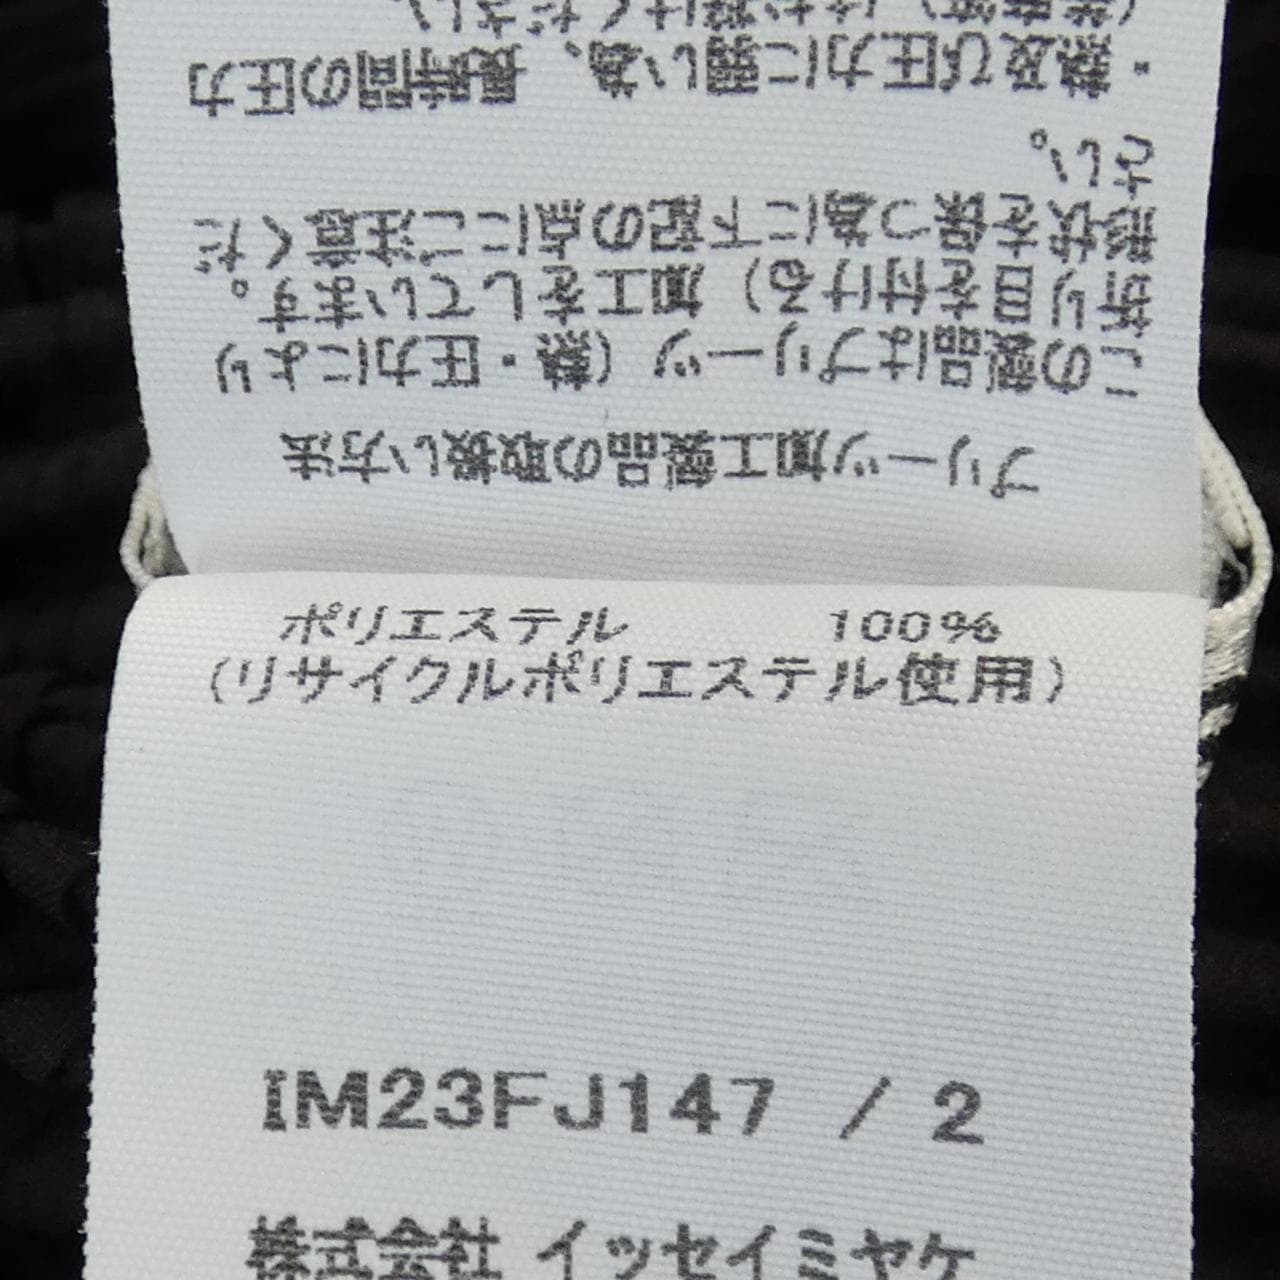 プリーツ加工製品の取扱い方法
この製品はプリーツ（熱・圧力により
折り皿を付ける）加工をしています。
形状を保つ為に下記の点にご注意くだ
さい。
・熱及び圧力に弱い為、長時間の圧力
ポリエステル 100%
(リサイクルポリエステル使用)
IM23FJ147 / 2
株式会社 イッセイミヤケ